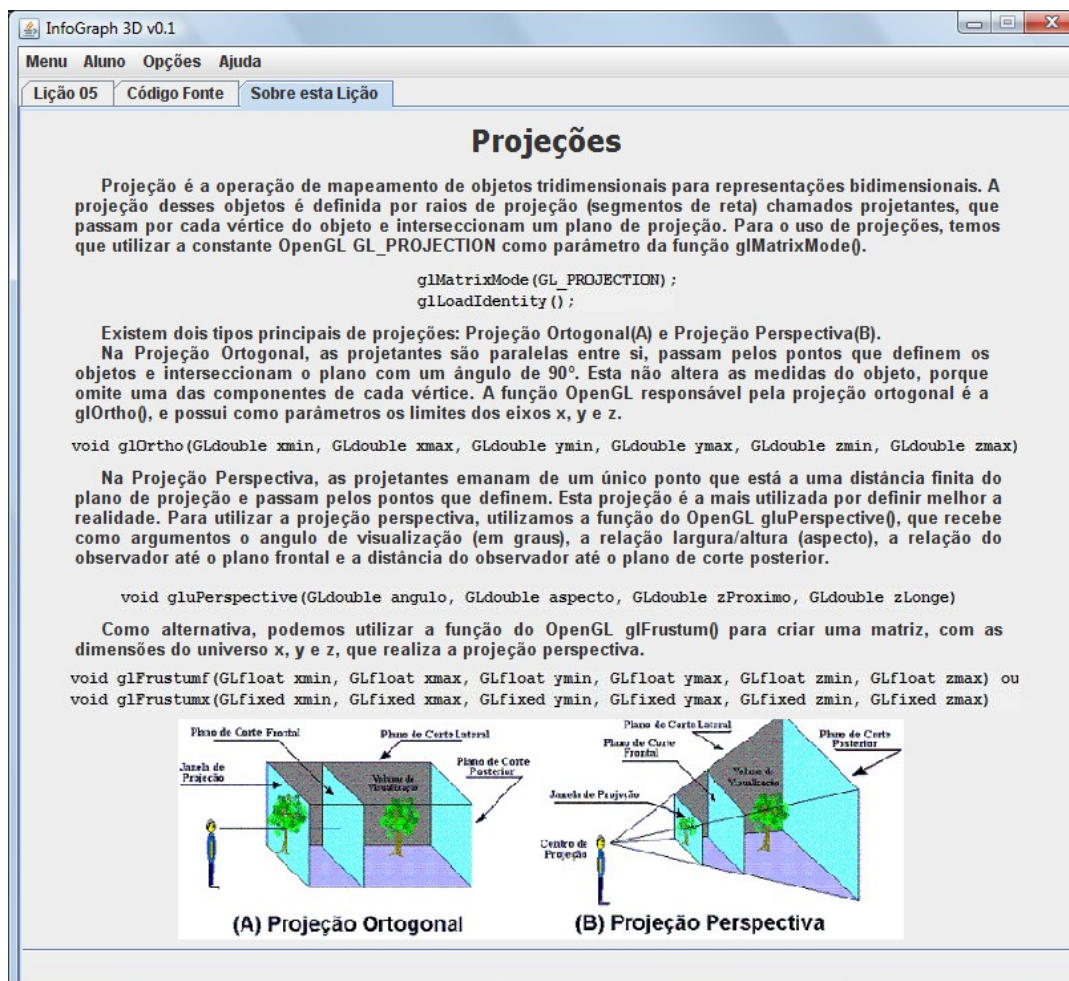 InfoGraph 3D v0.1
Menu Aluno Opções Ajuda
Lição 05 Código Fonte Sobre esta Lição
Projeções
Projeção é a operação de mapeamento de objetos tridimensionais para representações bidimensionais. A
projeção desses objetos é definida por raios de projeção (segmentos de reta) chamados projetantes, que
passam por cada vértice do objeto e interseccionam um plano de projeção. Para o uso de projeções, temos
que utilizar a constante OpenGL GL_PROJECTION como parâmetro da função glMatrixMode().
glMatrixMode(GL_PROJECTION);
glLoadIdentity();
Existem dois tipos principais de projeções: Projeção Ortogonal(A) e Projeção Perspectiva(B).
Na Projeção Ortogonal, as projetantes são paralelas entre si, passam pelos pontos que definem os
objetos e interseccionam o plano com um ângulo de 90º. Esta não altera as medidas do objeto, porque
omite uma das componentes de cada vértice. A função OpenGL responsável pela projeção ortogonal é a
glOrtho(), e possui como parâmetros os limites dos eixos x, y e z.
void glOrtho(GLdouble xmin, GLdouble xmax, GLdouble ymin, GLdouble ymax, GLdouble zmin, GLdouble zmax)
Na Projeção Perspectiva, as projetantes emanam de um único ponto que está a uma distância finita do
plano de projeção e passam pelos pontos que definem. Esta projeção é a mais utilizada por definir melhor a
realidade. Para utilizar a projeção perspectiva, utilizamos a função do OpenGL gluPerspective(), que recebe
como argumentos o angulo de visualização (em graus), a relação largura/altura (aspecto), a relação do
observador até o plano frontal e a distância do observador até o plano de corte posterior.
void gluPerspective(GLdouble angulo, GLdouble aspecto, GLdouble zProximo, GLdouble zLonge)
Como alternativa, podemos utilizar a função do OpenGL glFrustum() para criar uma matriz, com as
dimensões do universo x, y e z, que realiza a projeção perspectiva.
void glFrustumf(GLfloat xmin, GLfloat xmax, GLfloat ymin, GLfloat ymax, GLfloat zmin, GLfloat zmax) ou
void glFrustumx(GLfixed xmin, GLfixed xmax, GLfixed ymin, GLfixed ymax, GLfixed zmin, GLfixed zmax)
Plano de Corte Frontal
Plano de Corte Lateral
Janela de
Projeção
Volume de
Visualização
Plano de Corte
Posterior
(A) Projeção Ortogonal
Plano de Corte Lateral
Plano de Corte
Frontal
Plano de Corte
Posterior
Volume de
Visualização
Janela de Projeção
Centro de
Projeção
(B) Projeção Perspectiva